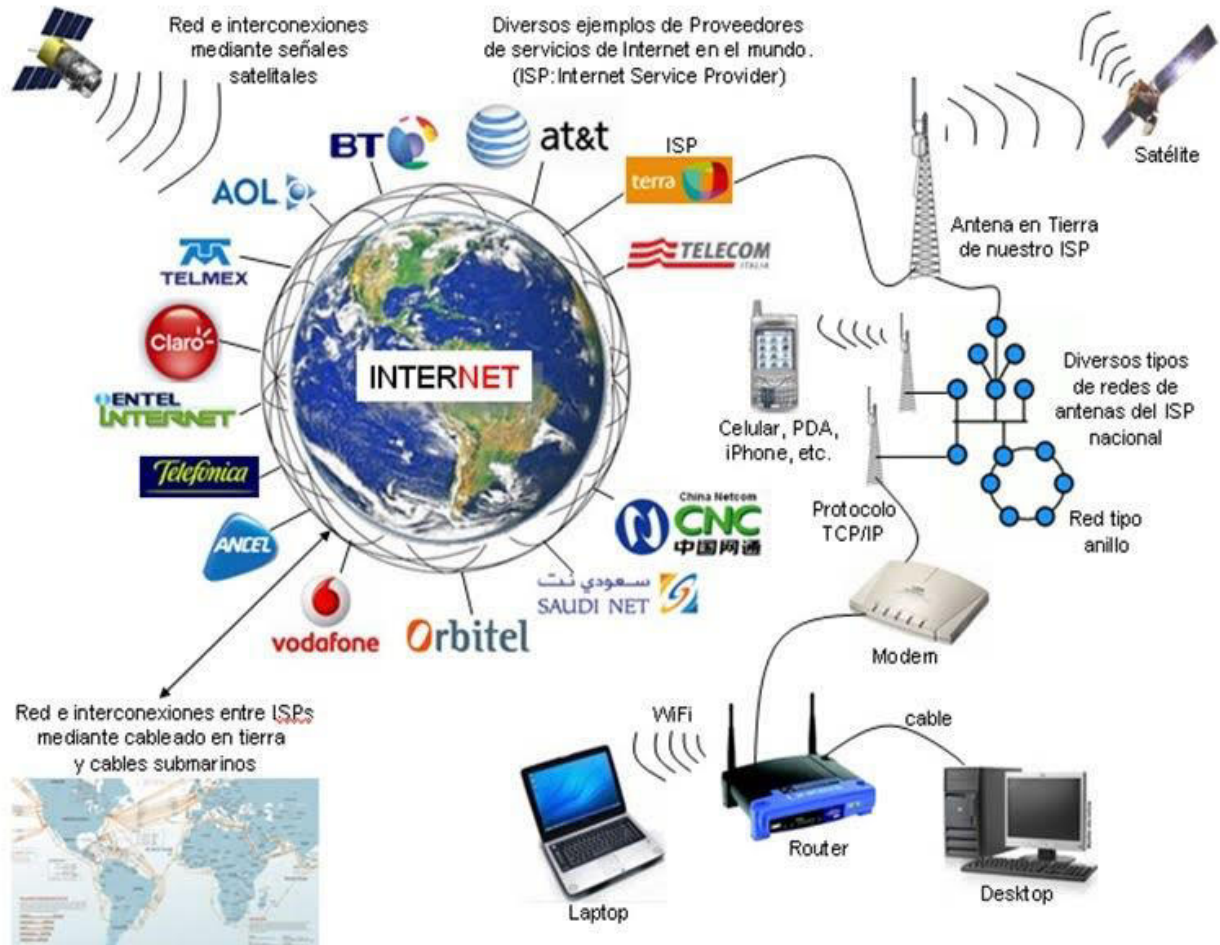 Red e interconexiones
mediante señales
satelitales
Diversos ejemplos de Proveedores
de servicios de Internet en el mundo.
(ISP:Internet Service Provider)
BT
at&t
ISP
terra
Satélite
AOL
Antena en Tierra
de nuestro ISP
TELMEX
TELECOM
ITALIA
Claro
INTERNET
Diversos tipos
de redes de
antenas del ISP
nacional
ENTEL
INTERNET
Celular, PDA,
iPhone, etc.
Telefónica
China Netcom
CNC
中国网通
Protocolo
TCP/IP
Red tipo
anillo
ANCEL
سعودي نت
SAUDI NET
vodafone
Orbitel
Modem
Red e interconexiones entre ISPs
mediante cableado en tierra
y cables submarinos
WiFi
cable
Router
Laptop
Desktop